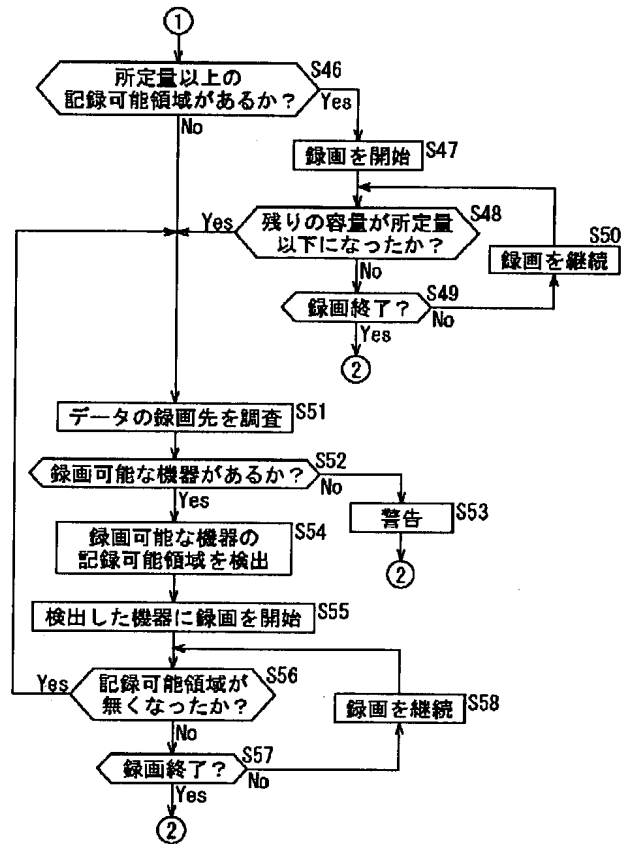 1
所定量以上の
記録可能領域があるか？
S46
Yes
No
録画を開始
S47
残りの容量が所定量
以下になったか？
S48
Yes
No
録画を継続
S50
録画終了？
S49
No
Yes
2
データの録画先を調査
S51
録画可能な機器があるか？
S52
No
Yes
警告
S53
2
録画可能な機器の
記録可能領域を検出
S54
検出した機器に録画を開始
S55
記録可能領域が
無くなったか？
S56
Yes
No
録画を継続
S58
録画終了？
S57
No
Yes
2